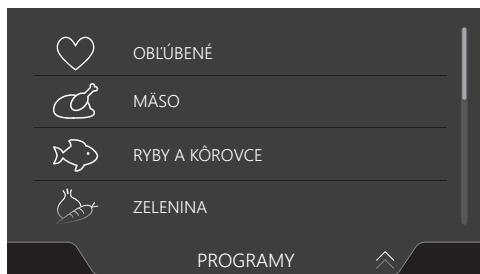 OBĽÚBENÉ
MÄSO
RYBY A KÔROVCE
ZELENINA
PROGRAMY